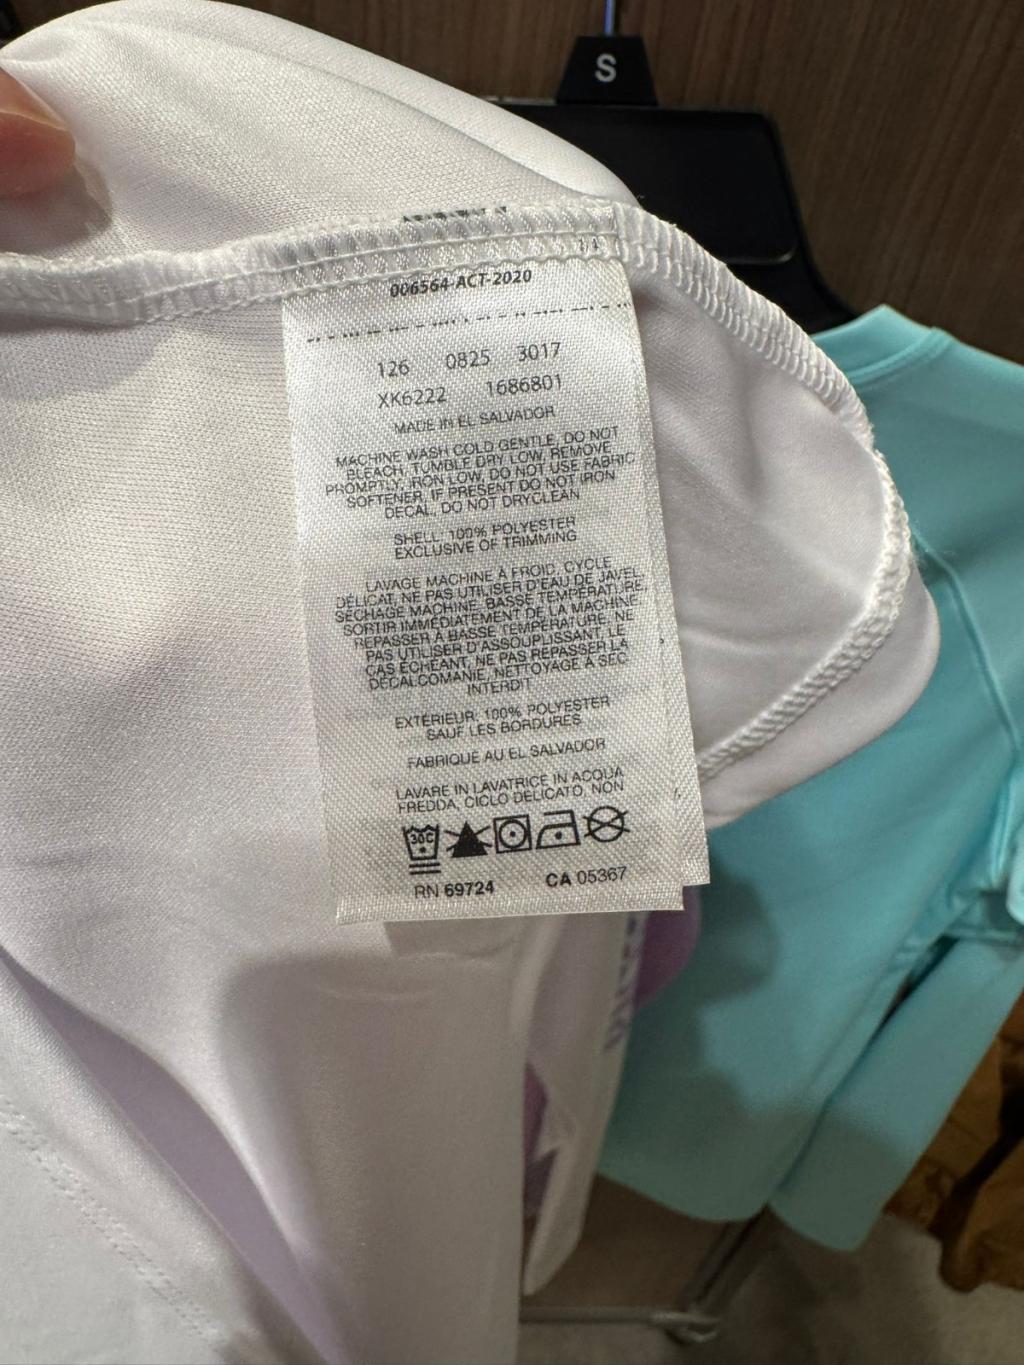 S
006564-ACT-2020
126 0825 3017
XK6222 1686801
MADE IN EL SALVADOR
MACHINE WASH COLD GENTLE, DO NOT
BLEACH, TUMBLE DRY LOW, REMOVE
PROMPTLY, IRON LOW, DO NOT USE FABRIC
SOFTENER, IF PRESENT DO NOT IRON
DECAL, DO NOT DRYCLEAN
SHELL: 100% POLYESTER
EXCLUSIVE OF TRIMMING
LAVAGE MACHINE À FROID, CYCLE
DÉLICAT, NE PAS UTILISER D'EAU DE JAVEL,
SÉCHAGE MACHINE, BASSE TEMPÉRATURE,
SORTIR IMMÉDIATEMENT DE LA MACHINE,
REPASSER À BASSE TEMPÉRATURE, NE
PAS UTILISER D'ASSOUPLISSANT, LE
CAS ÉCHÉANT, NE PAS REPASSER LA
DÉCALCOMANIE, NETTOYAGE À SEC
INTERDIT
EXTÉRIEUR: 100% POLYESTER
SAUF LES BORDURES
FABRIQUÉ AU EL SALVADOR
LAVARE IN LAVATRICE IN ACQUA
FREDDA, CICLO DELICATO, NON
30C
RN 69724 CA 05367